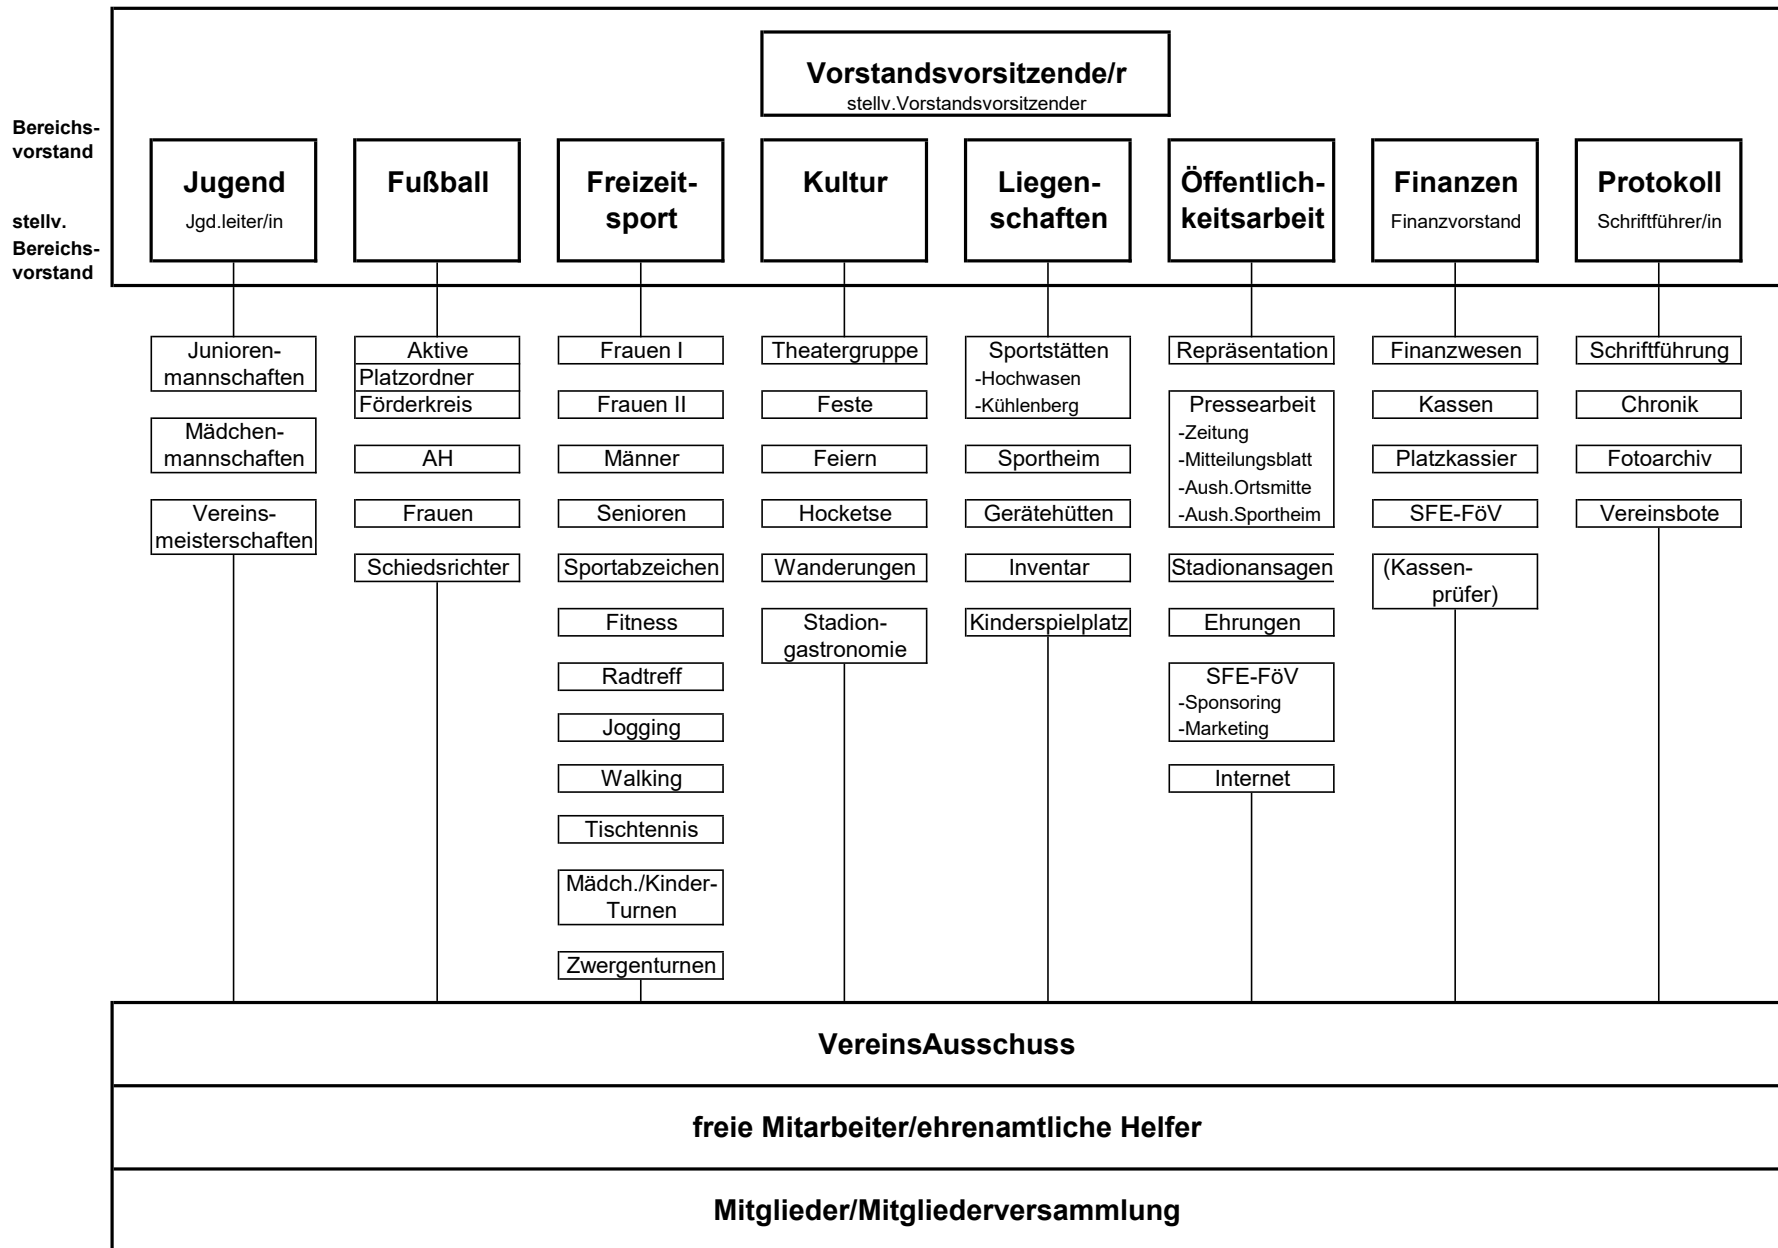 Vorstandsvorsitzende/r
stellv.Vorstandsvorsitzender
Bereichs-
vorstand
stellv.
Bereichs-
vorstand
Jugend
Jgd.leiter/in
Fußball
Freizeit-
sport
Kultur
Liegen-
schaften
Öffentlich-
keitsarbeit
Finanzen
Finanzvorstand
Protokoll
Schriftführer/in
Junioren-
mannschaften
Mädchen-
mannschaften
Vereins-
meisterschaften
Aktive
Platzordner
Förderkreis
AH
Frauen
Schiedsrichter
Frauen I
Frauen II
Männer
Senioren
Sportabzeichen
Fitness
Radtreff
Jogging
Walking
Tischtennis
Mädch./Kinder-
Turnen
Zwergenturnen
Theatergruppe
Feste
Feiern
Hocketse
Wanderungen
Stadion-
gastronomie
Sportstätten
-Hochwasen
-Kühlenberg
Sportheim
Gerätehütten
Inventar
Kinderspielplatz
Repräsentation
Pressearbeit
-Zeitung
-Mitteilungsblatt
-Aush.Ortsmitte
-Aush.Sportheim
Stadionansagen
Ehrungen
SFE-FöV
-Sponsoring
-Marketing
Internet
Finanzwesen
Kassen
Platzkassier
SFE-FöV
(Kassen-
prüfer)
Schriftführung
Chronik
Fotoarchiv
Vereinsbote
VereinsAusschuss
freie Mitarbeiter/ehrenamtliche Helfer
Mitglieder/Mitgliederversammlung